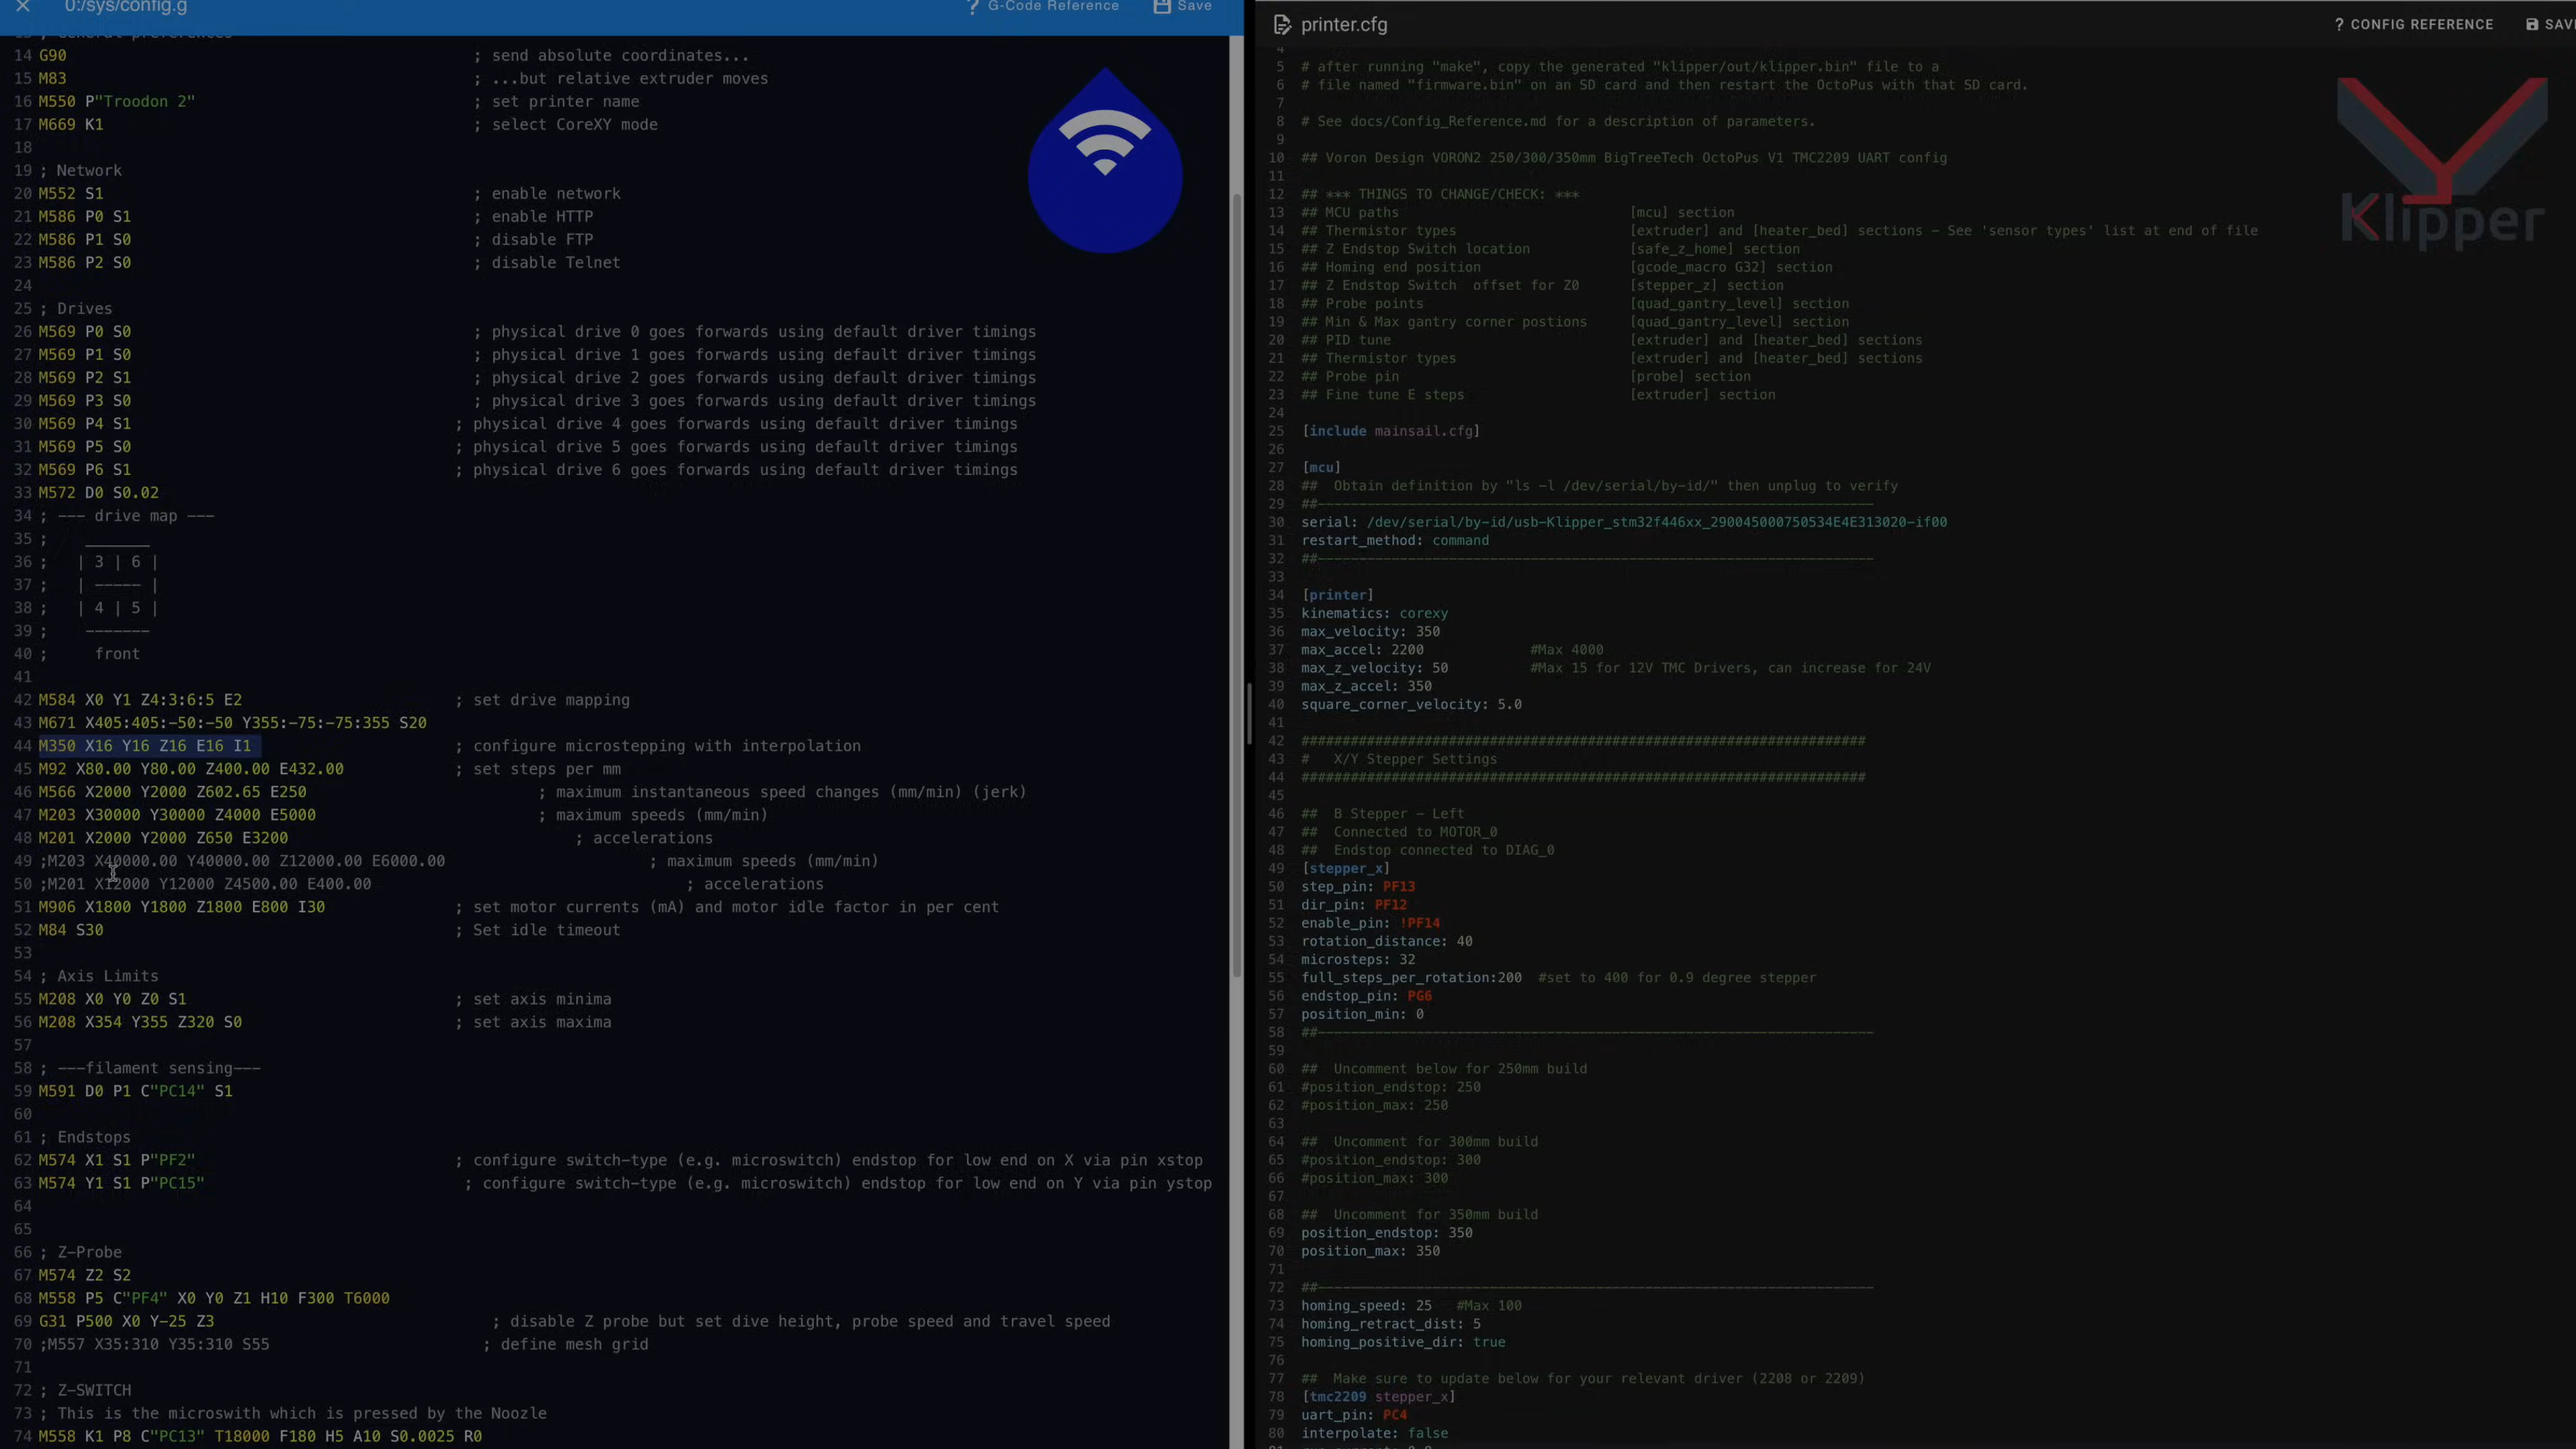 0:/sys/config.g
? G-Code Reference
Save
13 ; General preferences
14 G90 ; send absolute coordinates...
15 M83 ; ...but relative extruder moves
16 M550 P"Troodon 2" ; set printer name
17 M669 K1 ; select CoreXY mode
18
19 ; Network
20 M552 S1 ; enable network
21 M586 P0 S1 ; enable HTTP
22 M586 P1 S0 ; disable FTP
23 M586 P2 S0 ; disable Telnet
24
25 ; Drives
26 M569 P0 S0 ; physical drive 0 goes forwards using default driver timings
27 M569 P1 S0 ; physical drive 1 goes forwards using default driver timings
28 M569 P2 S1 ; physical drive 2 goes forwards using default driver timings
29 M569 P3 S0 ; physical drive 3 goes forwards using default driver timings
30 M569 P4 S1 ; physical drive 4 goes forwards using default driver timings
31 M569 P5 S0 ; physical drive 5 goes forwards using default driver timings
32 M569 P6 S1 ; physical drive 6 goes forwards using default driver timings
33 M572 D0 S0.02
34 ; --- drive map ---
35 ; _______
36 ; | 3 | 6 |
37 ; | ----- |
38 ; | 4 | 5 |
39 ; -------
40 ; front
41
42 M584 X0 Y1 Z4:3:6:5 E2 ; set drive mapping
43 M671 X405:405:-50:-50 Y355:-75:-75:355 S20
44 M350 X16 Y16 Z16 E16 I1 ; configure microstepping with interpolation
45 M92 X80.00 Y80.00 Z400.00 E432.00 ; set steps per mm
46 M566 X2000 Y2000 Z602.65 E250 ; maximum instantaneous speed changes (mm/min) (jerk)
47 M203 X30000 Y30000 Z4000 E5000 ; maximum speeds (mm/min)
48 M201 X2000 Y2000 Z650 E3200 ; accelerations
49 ;M203 X40000.00 Y40000.00 Z12000.00 E6000.00 ; maximum speeds (mm/min)
50 ;M201 X12000 Y12000 Z4500.00 E400.00 ; accelerations
51 M906 X1800 Y1800 Z1800 E800 I30 ; set motor currents (mA) and motor idle factor in per cent
52 M84 S30 ; Set idle timeout
53
54 ; Axis Limits
55 M208 X0 Y0 Z0 S1 ; set axis minima
56 M208 X354 Y355 Z320 S0 ; set axis maxima
57
58 ; ---filament sensing---
59 M591 D0 P1 C"PC14" S1
60
61 ; Endstops
62 M574 X1 S1 P"PF2" ; configure switch-type (e.g. microswitch) endstop for low end on X via pin xstop
63 M574 Y1 S1 P"PC15" ; configure switch-type (e.g. microswitch) endstop for low end on Y via pin ystop
64
65
66 ; Z-Probe
67 M574 Z2 S2
68 M558 P5 C"PF4" X0 Y0 Z1 H10 F300 T6000
69 G31 P500 X0 Y-25 Z3 ; disable Z probe but set dive height, probe speed and travel speed
70 ;M557 X35:310 Y35:310 S55 ; define mesh grid
71
72 ; Z-SWITCH
73 ; This is the microswith which is pressed by the Noozle
74 M558 K1 P8 C"PC13" T18000 F180 H5 A10 S0.0025 R0
printer.cfg
? CONFIG REFERENCE
SAV
4
5 # after running "make", copy the generated "klipper/out/klipper.bin" file to a
6 # file named "firmware.bin" on an SD card and then restart the OctoPus with that SD card.
7
8 # See docs/Config_Reference.md for a description of parameters.
9
10 ## Voron Design VORON2 250/300/350mm BigTreeTech OctoPus V1 TMC2209 UART config
11
12 ## *** THINGS TO CHANGE/CHECK: ***
13 ## MCU paths [mcu] section
14 ## Thermistor types [extruder] and [heater_bed] sections - See 'sensor types' list at end of file
15 ## Z Endstop Switch location [safe_z_home] section
16 ## Homing end position [gcode_macro G32] section
17 ## Z Endstop Switch offset for Z0 [stepper_z] section
18 ## Probe points [quad_gantry_level] section
19 ## Min & Max gantry corner postions [quad_gantry_level] section
20 ## PID tune [extruder] and [heater_bed] sections
21 ## Thermistor types [extruder] and [heater_bed] sections
22 ## Probe pin [probe] section
23 ## Fine tune E steps [extruder] section
24
25 [include mainsail.cfg]
26
27 [mcu]
28 ## Obtain definition by "ls -l /dev/serial/by-id/" then unplug to verify
29 ##--------------------------------------------------------------------
30 serial: /dev/serial/by-id/usb-Klipper_stm32f446xx_290045000750534E4E313020-if00
31 restart_method: command
32 ##--------------------------------------------------------------------
33
34 [printer]
35 kinematics: corexy
36 max_velocity: 350
37 max_accel: 2200 #Max 4000
38 max_z_velocity: 50 #Max 15 for 12V TMC Drivers, can increase for 24V
39 max_z_accel: 350
40 square_corner_velocity: 5.0
41
42 #####################################################################
43 # X/Y Stepper Settings
44 #####################################################################
45
46 ## B Stepper - Left
47 ## Connected to MOTOR_0
48 ## Endstop connected to DIAG_0
49 [stepper_x]
50 step_pin: PF13
51 dir_pin: PF12
52 enable_pin: !PF14
53 rotation_distance: 40
54 microsteps: 32
55 full_steps_per_rotation:200 #set to 400 for 0.9 degree stepper
56 endstop_pin: PG6
57 position_min: 0
58 ##--------------------------------------------------------------------
59
60 ## Uncomment below for 250mm build
61 #position_endstop: 250
62 #position_max: 250
63
64 ## Uncomment for 300mm build
65 #position_endstop: 300
66 #position_max: 300
67
68 ## Uncomment for 350mm build
69 position_endstop: 350
70 position_max: 350
71
72 ##--------------------------------------------------------------------
73 homing_speed: 25 #Max 100
74 homing_retract_dist: 5
75 homing_positive_dir: true
76
77 ## Make sure to update below for your relevant driver (2208 or 2209)
78 [tmc2209 stepper_x]
79 uart_pin: PC4
80 interpolate: false
Klipper